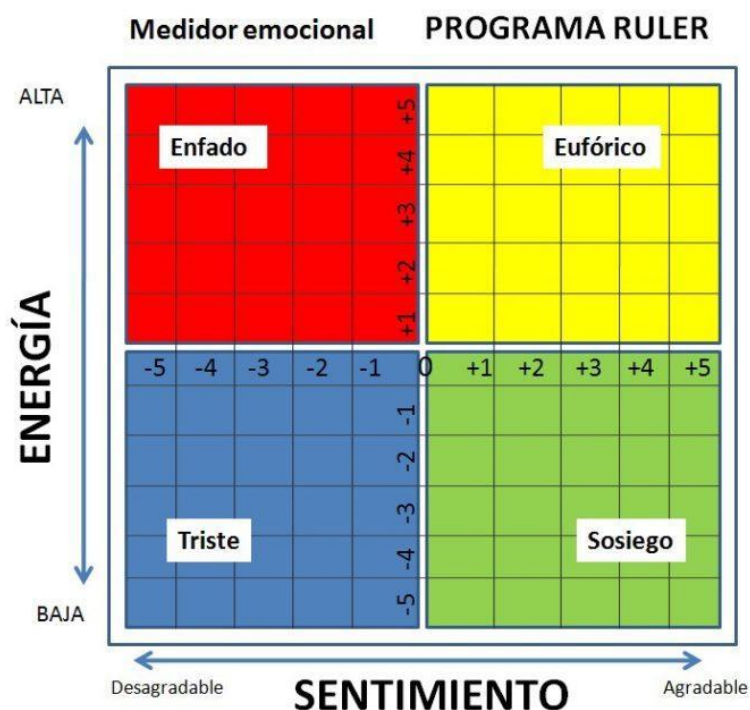 Medidor emocional PROGRAMA RULER
ALTA
+5
Enfado Eufórico
+4
+3
+2
+1
ENERGÍA
-5 -4 -3 -2 -1 0 +1 +2 +3 +4 +5
-1
-2
-3
Triste Sosiego
-4
-5
BAJA
Desagradable SENTIMIENTO Agradable